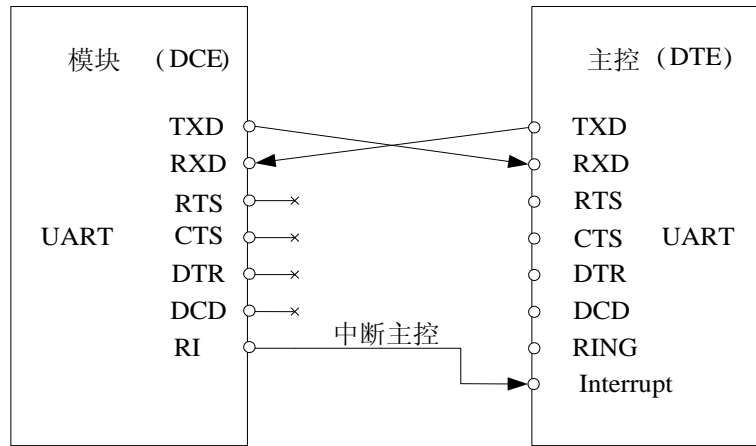 模块 (DCE)
主控 (DTE)
TXD
TXD
RXD
RXD
RTS
RTS
UART
CTS
CTS
UART
DTR
DTR
DCD
DCD
RI
中断主控
RING
Interrupt